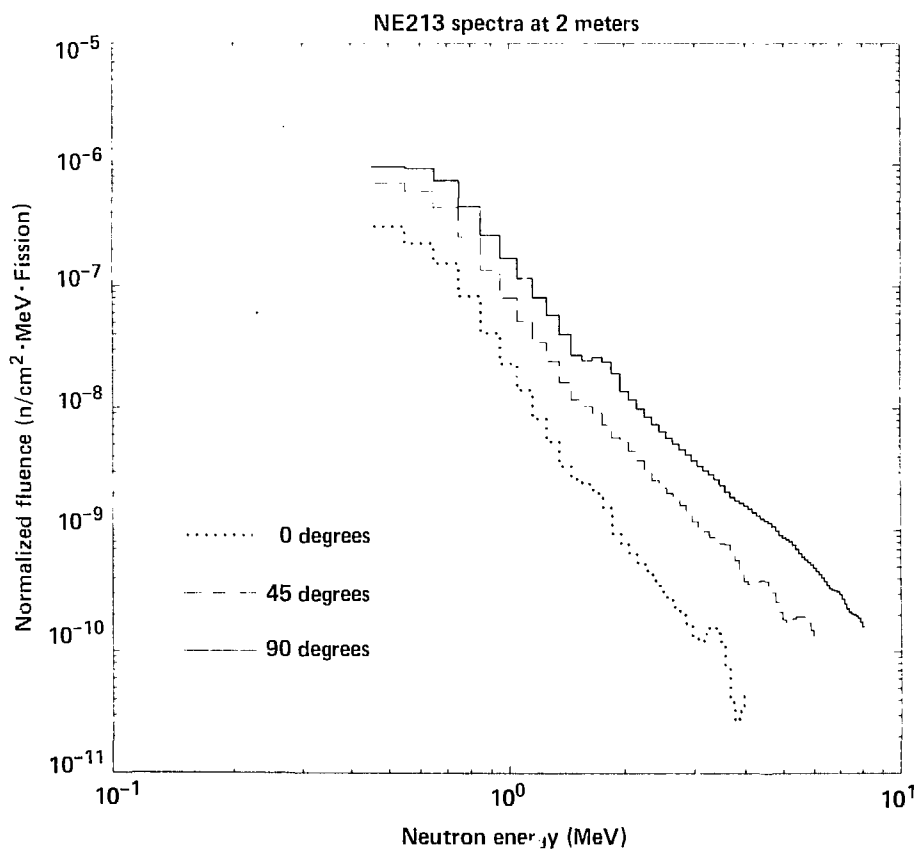 NE213 spectra at 2 meters
Normalized fluence (n/cm²·MeV·Fission)
10⁻⁵
10⁻⁶
10⁻⁷
10⁻⁸
10⁻⁹
10⁻¹⁰
10⁻¹¹
0 degrees
45 degrees
90 degrees
10⁻¹
10⁰
10¹
Neutron energy (MeV)